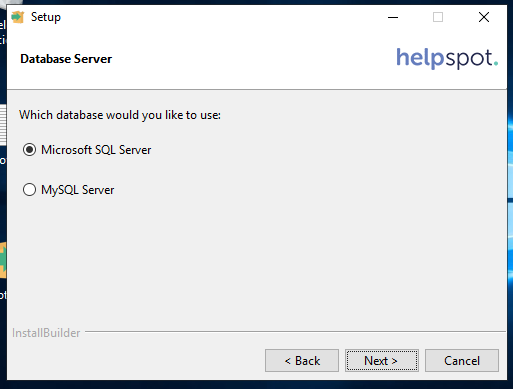 Setup
Database Server
helpspot.
Which database would you like to use:
Microsoft SQL Server
MySQL Server
InstallBuilder
< Back
Next >
Cancel